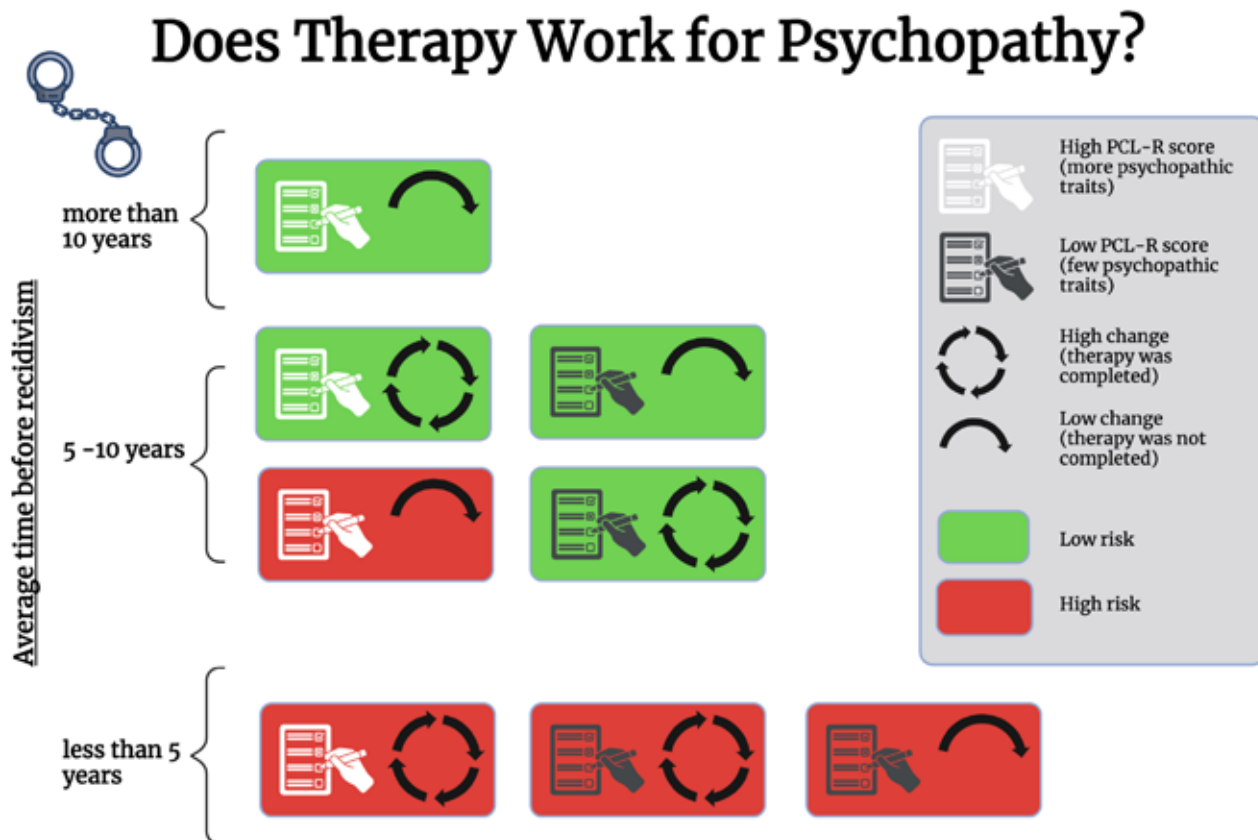 Does Therapy Work for Psychopathy?
Average time before recidivism
more than
10 years
5 -10 years
less than 5
years
High PCL-R score
(more psychopathic
traits)
Low PCL-R score
(few psychopathic
traits)
High change
(therapy was
completed)
Low change
(therapy was not
completed)
Low risk
High risk